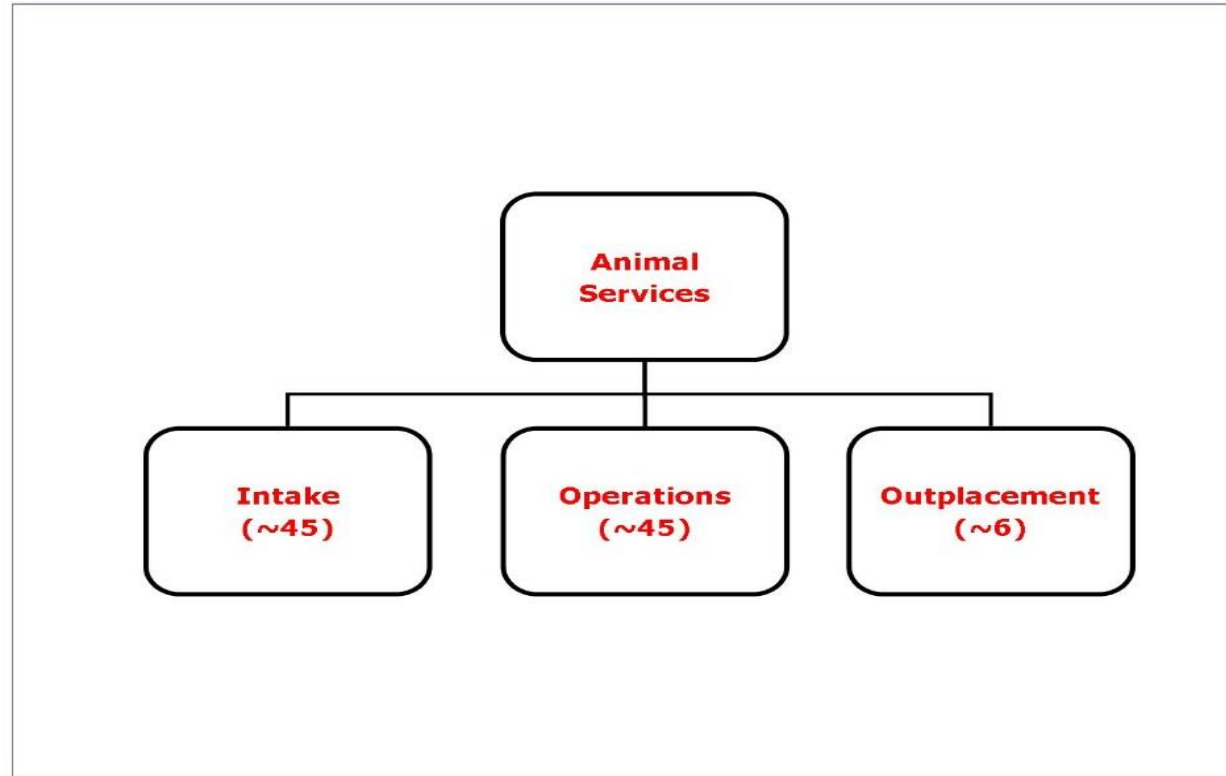 Animal
Services
Intake
(~45)
Operations
(~45)
Outplacement
(~6)